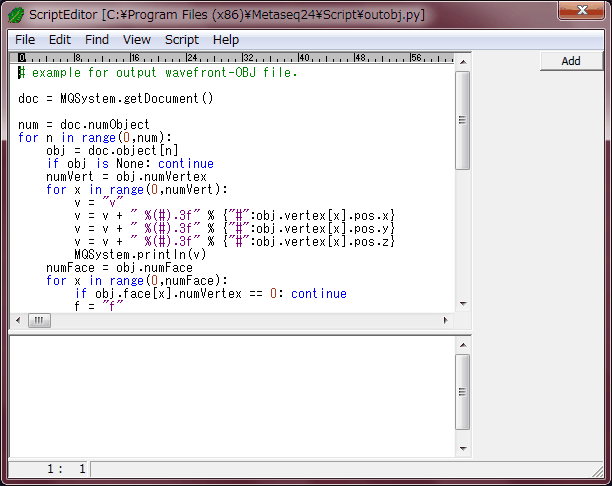 ScriptEditor [C:¥Program Files (x86)¥Metaseq24¥Script¥outobj.py]
File Edit Find View Script Help
0 8 16 24 32 40 48 56
Add
# example for output wavefront-OBJ file.
doc = MQSystem.getDocument()
num = doc.numObject
for n in range(0,num):
    obj = doc.object[n]
    if obj is None: continue
    numVert = obj.numVertex
    for x in range(0,numVert):
        v = "v"
        v = v + " %(#).3f" % {"#":obj.vertex[x].pos.x}
        v = v + " %(#).3f" % {"#":obj.vertex[x].pos.y}
        v = v + " %(#).3f" % {"#":obj.vertex[x].pos.z}
        MQSystem.println(v)
    numFace = obj.numFace
    for x in range(0,numFace):
        if obj.face[x].numVertex == 0: continue
        f = "f"
1 : 1